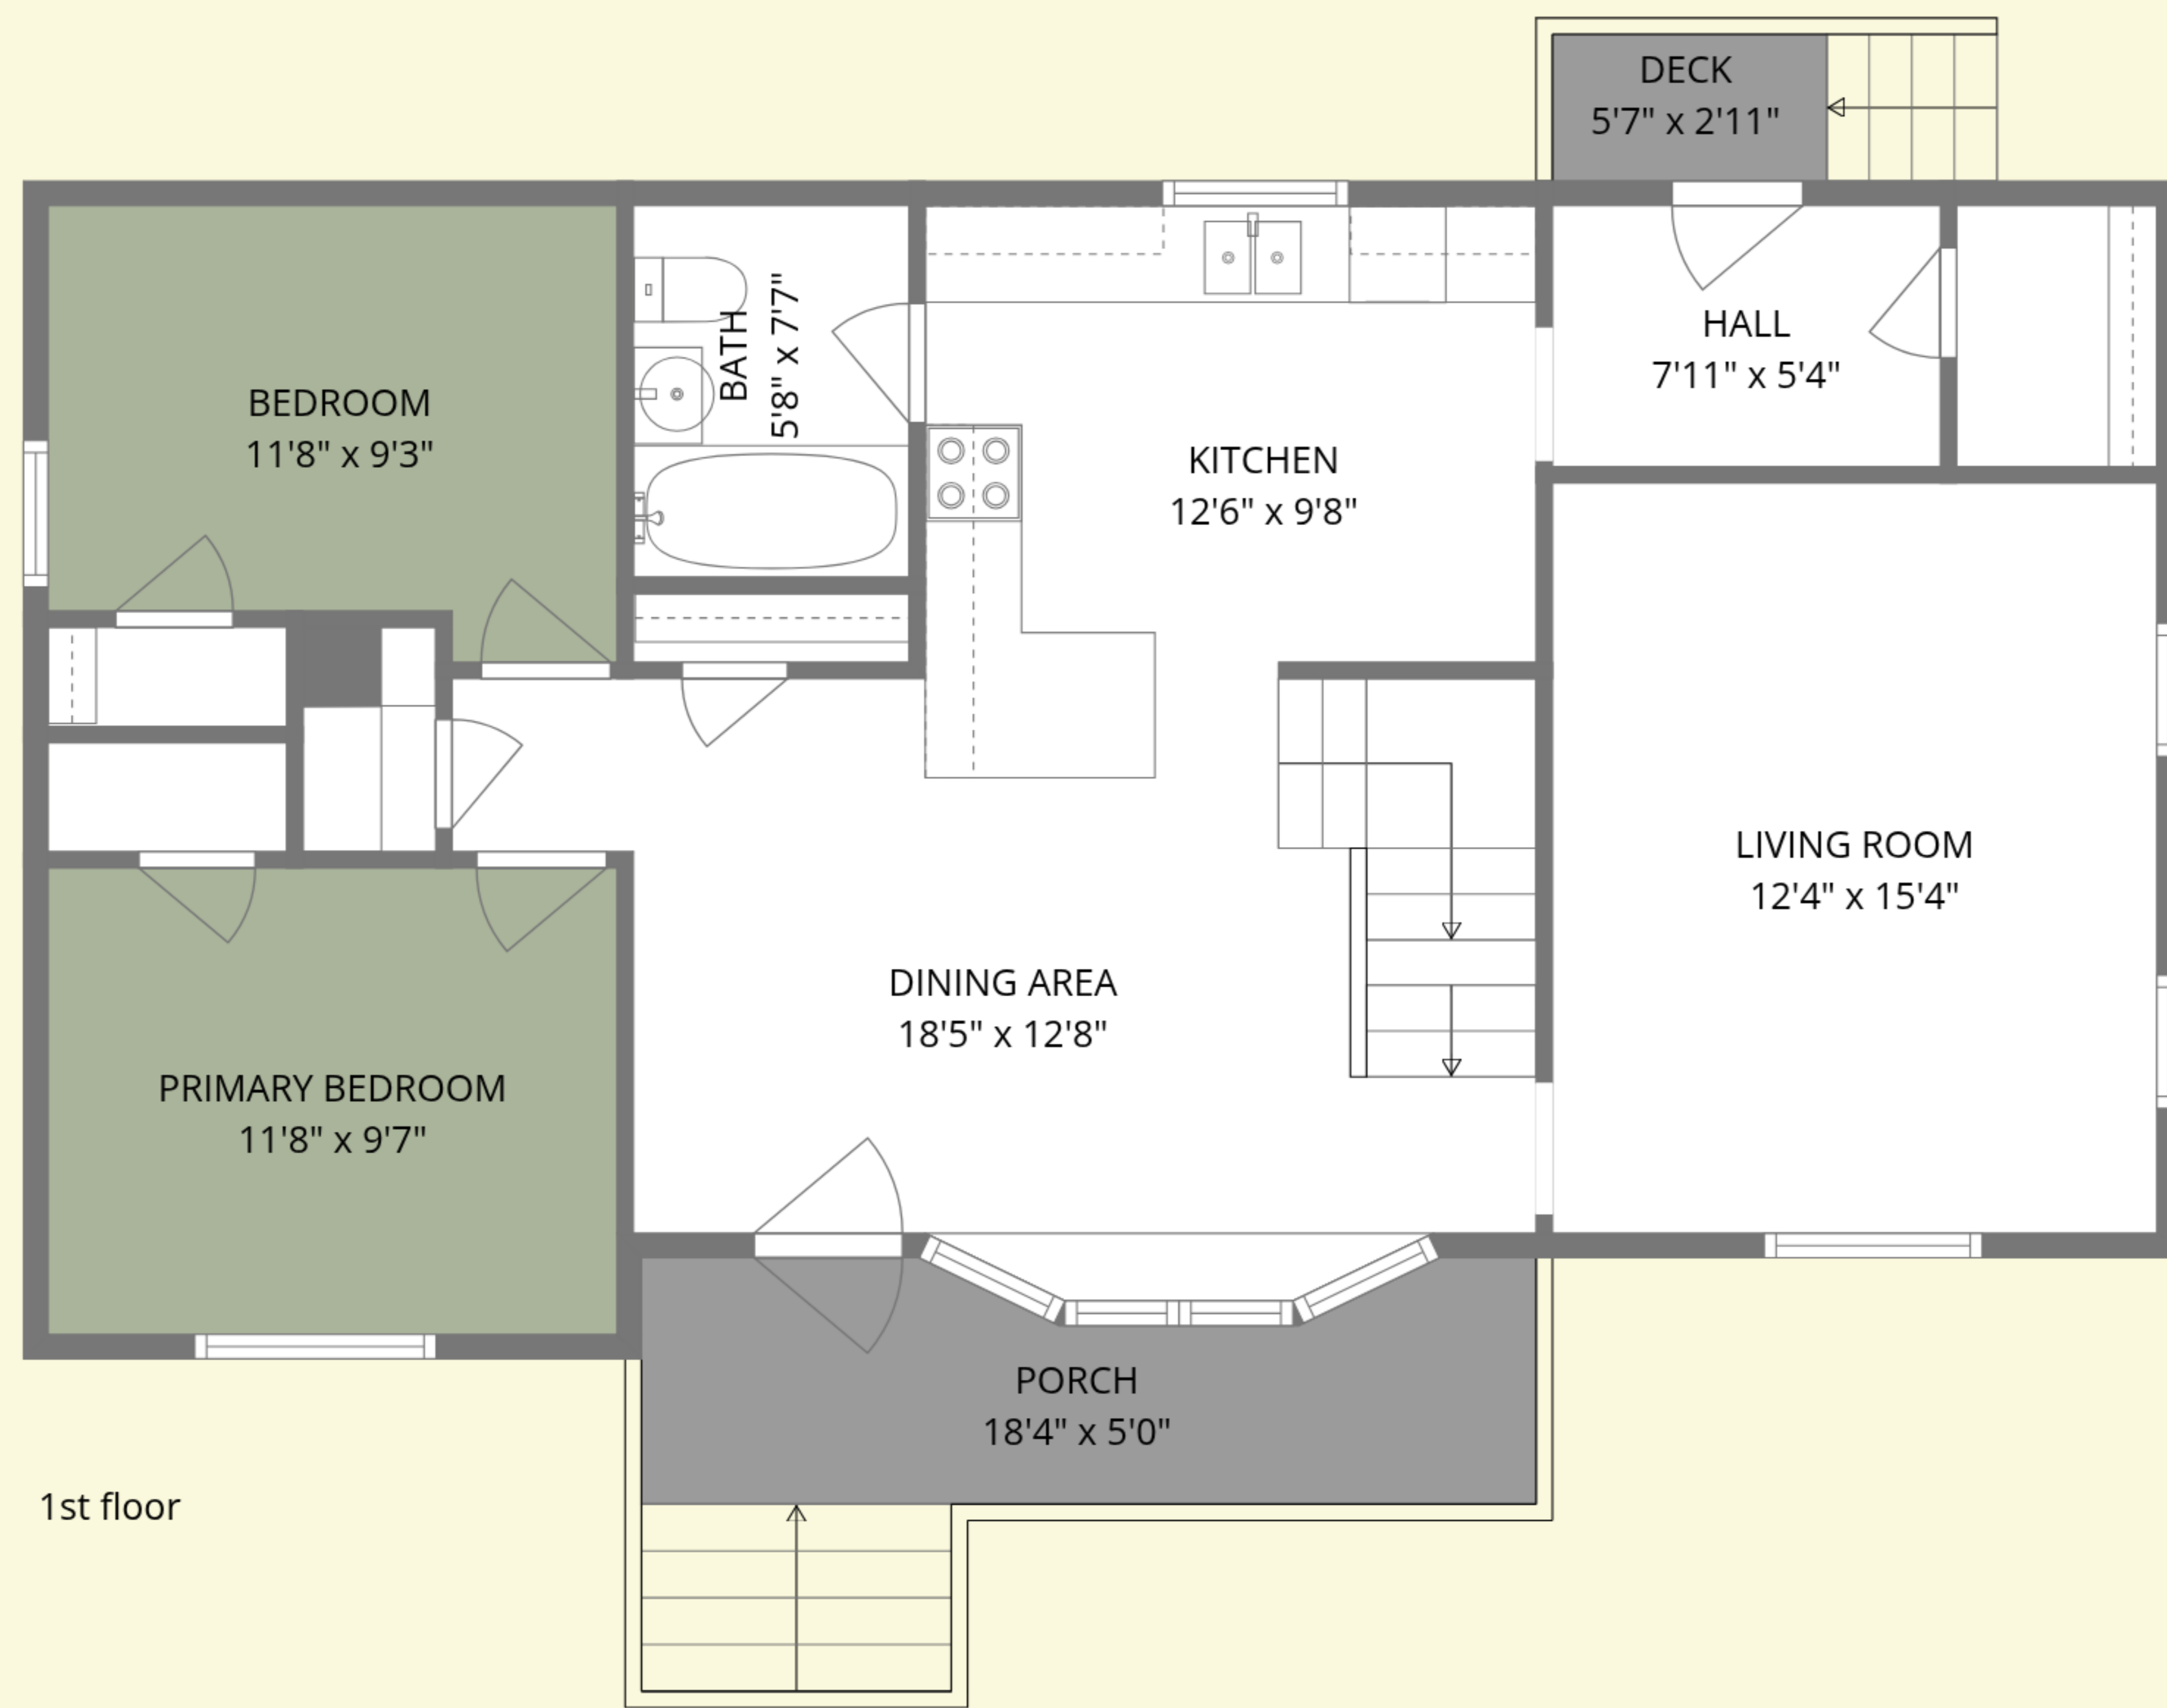 DECK
5'7" x 2'11"
HALL
7'11" x 5'4"
BATH
5'8" x 7'7"
BEDROOM
11'8" x 9'3"
KITCHEN
12'6" x 9'8"
LIVING ROOM
12'4" x 15'4"
DINING AREA
18'5" x 12'8"
PRIMARY BEDROOM
11'8" x 9'7"
PORCH
18'4" x 5'0"
1st floor